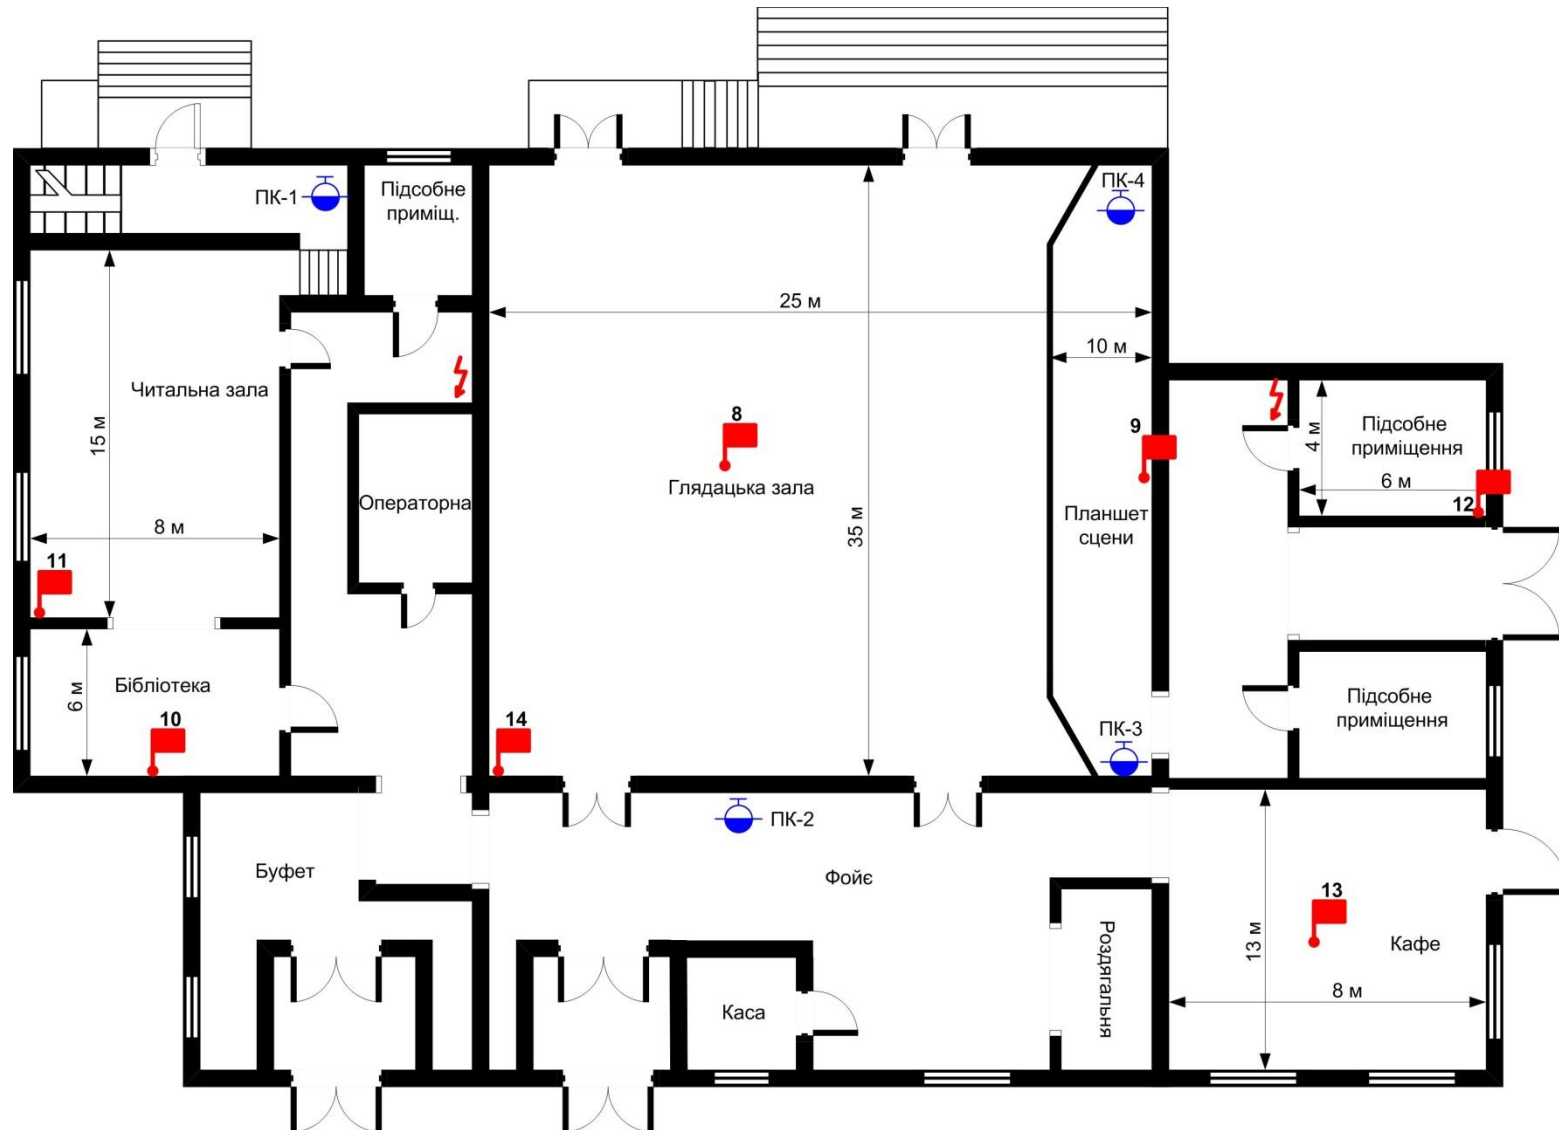 ПК-1
Підсобне
приміщ.
ПК-4
25 м
10 м
Читальна зала
15 м
8
9
Підсобне
приміщення
4 м
6 м
12
Операторна
Глядацька зала
35 м
Планшет
сцени
8 м
11
Бібліотека
6 м
10
14
ПК-3
Підсобне
приміщення
ПК-2
Буфет
Фойє
Роздягальня
13
Кафе
13 м
8 м
Каса